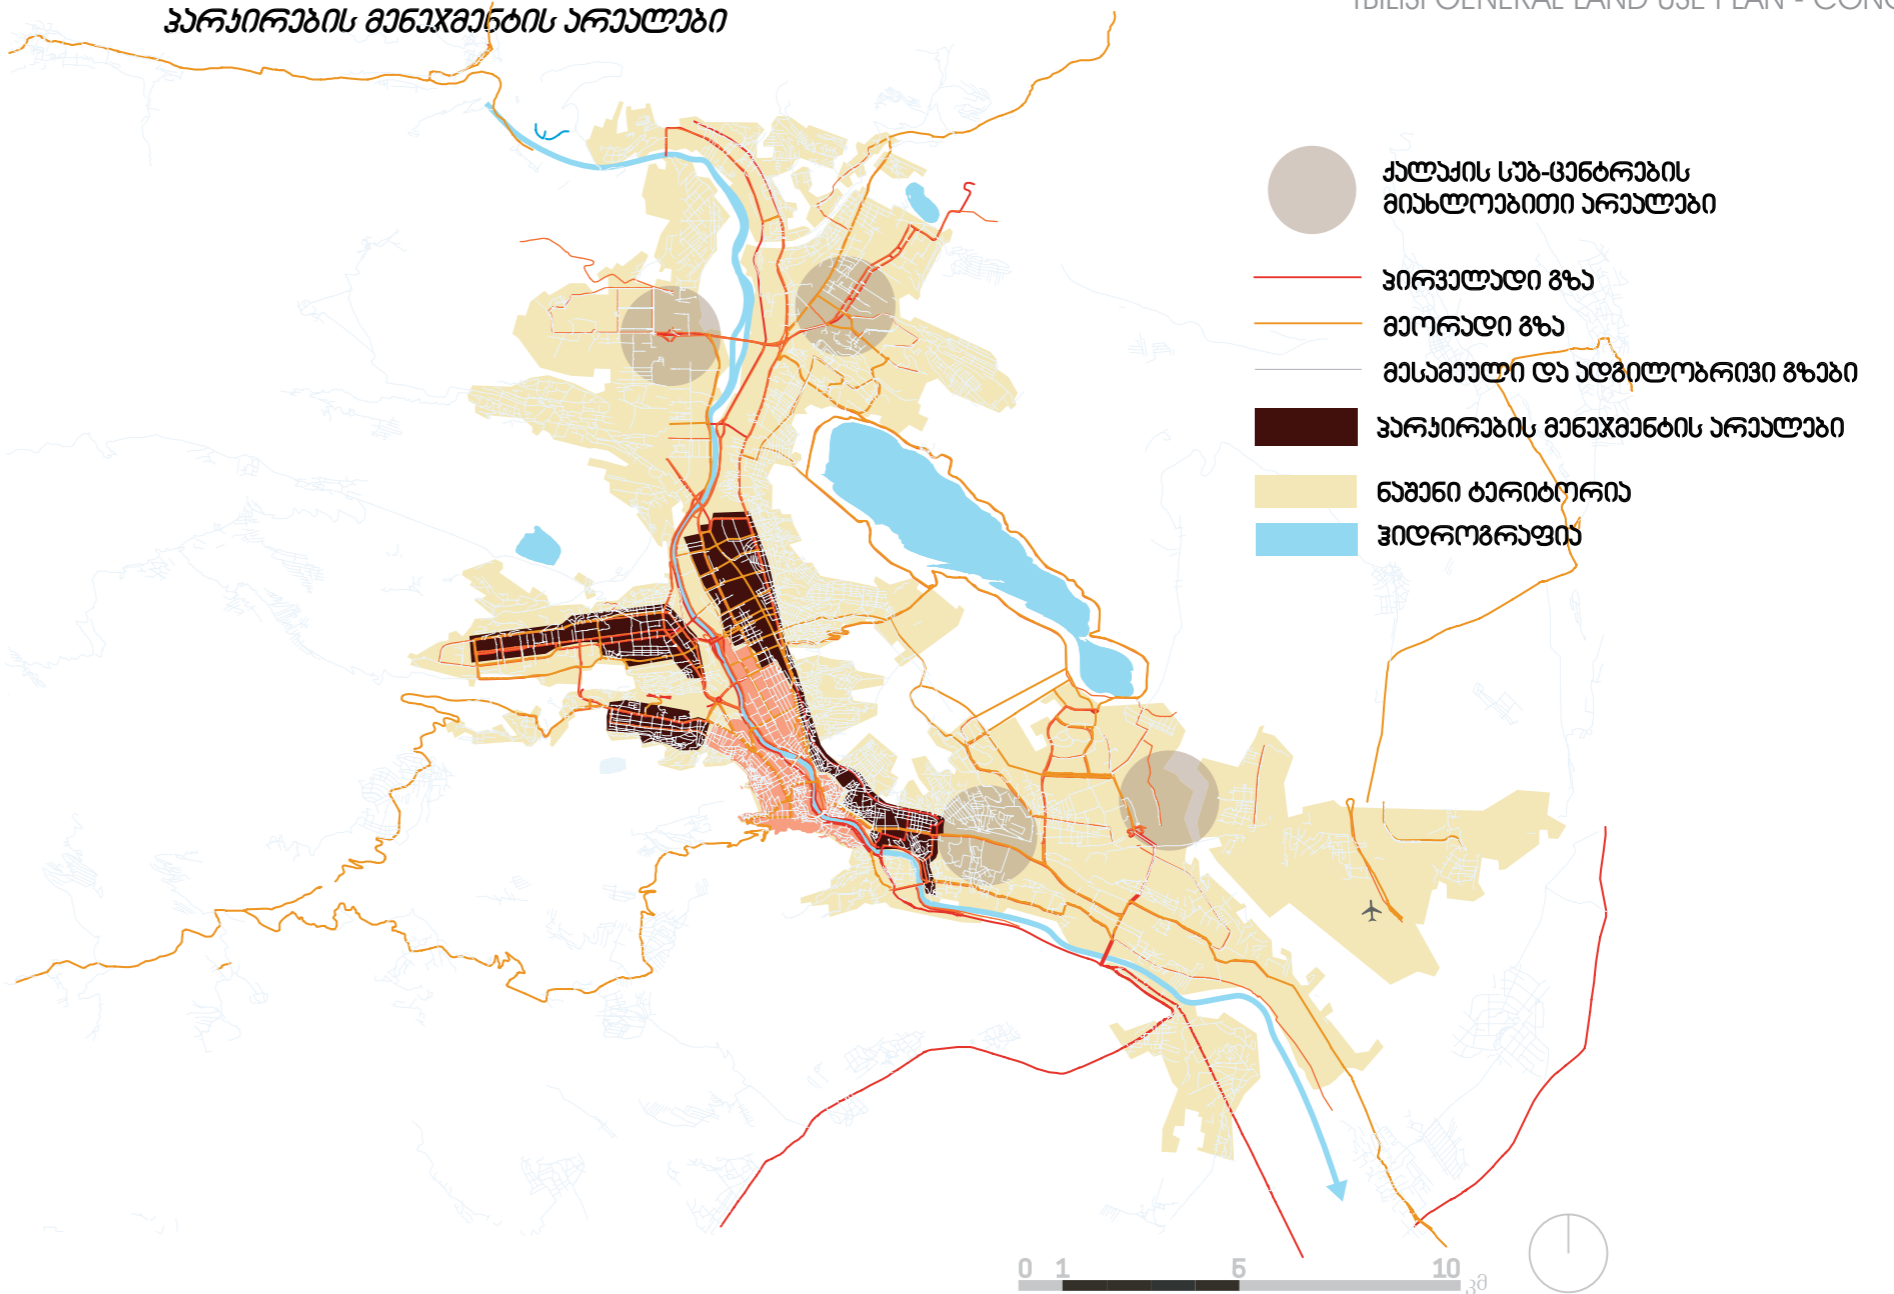 TBILISI GENERAL LAND USE PLAN - CONC
პარკირების მენეჯმენტის არეალები
ქალაქის სუბ-ცენტრების
მიახლოებითი არეალები
პირველადი გზა
მეორადი გზა
მესამეული და ადგილობრივი გზები
პარკირების მენეჯმენტის არეალები
ნაშენი ტერიტორია
ჰიდროგრაფია
0 1 5 10 კმ